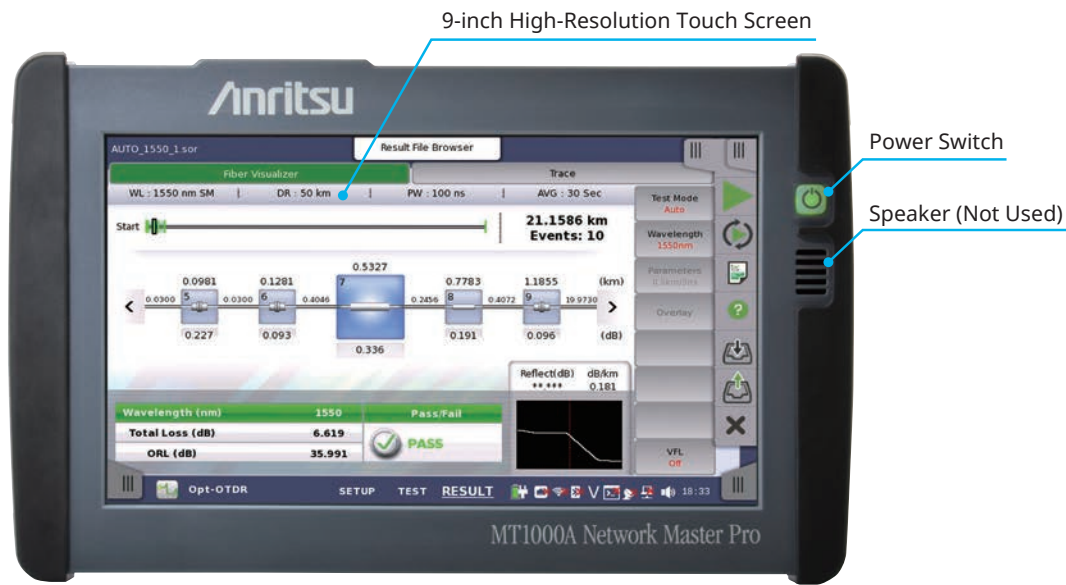 9-inch High-Resolution Touch Screen
Anritsu
AUTO_1550_1.sor
Result File Browser
Fiber Visualizer
Trace
WL : 1550 nm SM | DR : 50 km | PW : 100 ns | AVG : 30 Sec
Test Mode
Auto
Start
21.1586 km
Events: 10
Wavelength
1550nm
Parameters
0.5327
0.0981 0.1281 0.7783 1.1855 (km)
7
0.0300 5 0.0300 6 0.4046 0.2456 8 0.4072 9 19.9730
Overlay
0.227 0.093 0.191 0.096 (dB)
0.336
Reflect(dB) dB/km
**.*** 0.181
Wavelength (nm) 1550 Pass/Fail
Total Loss (dB) 6.619
PASS
ORL (dB) 35.991
VFL
Off
Opt-OTDR SETUP TEST RESULT 18:33
MT1000A Network Master Pro
Power Switch
Speaker (Not Used)